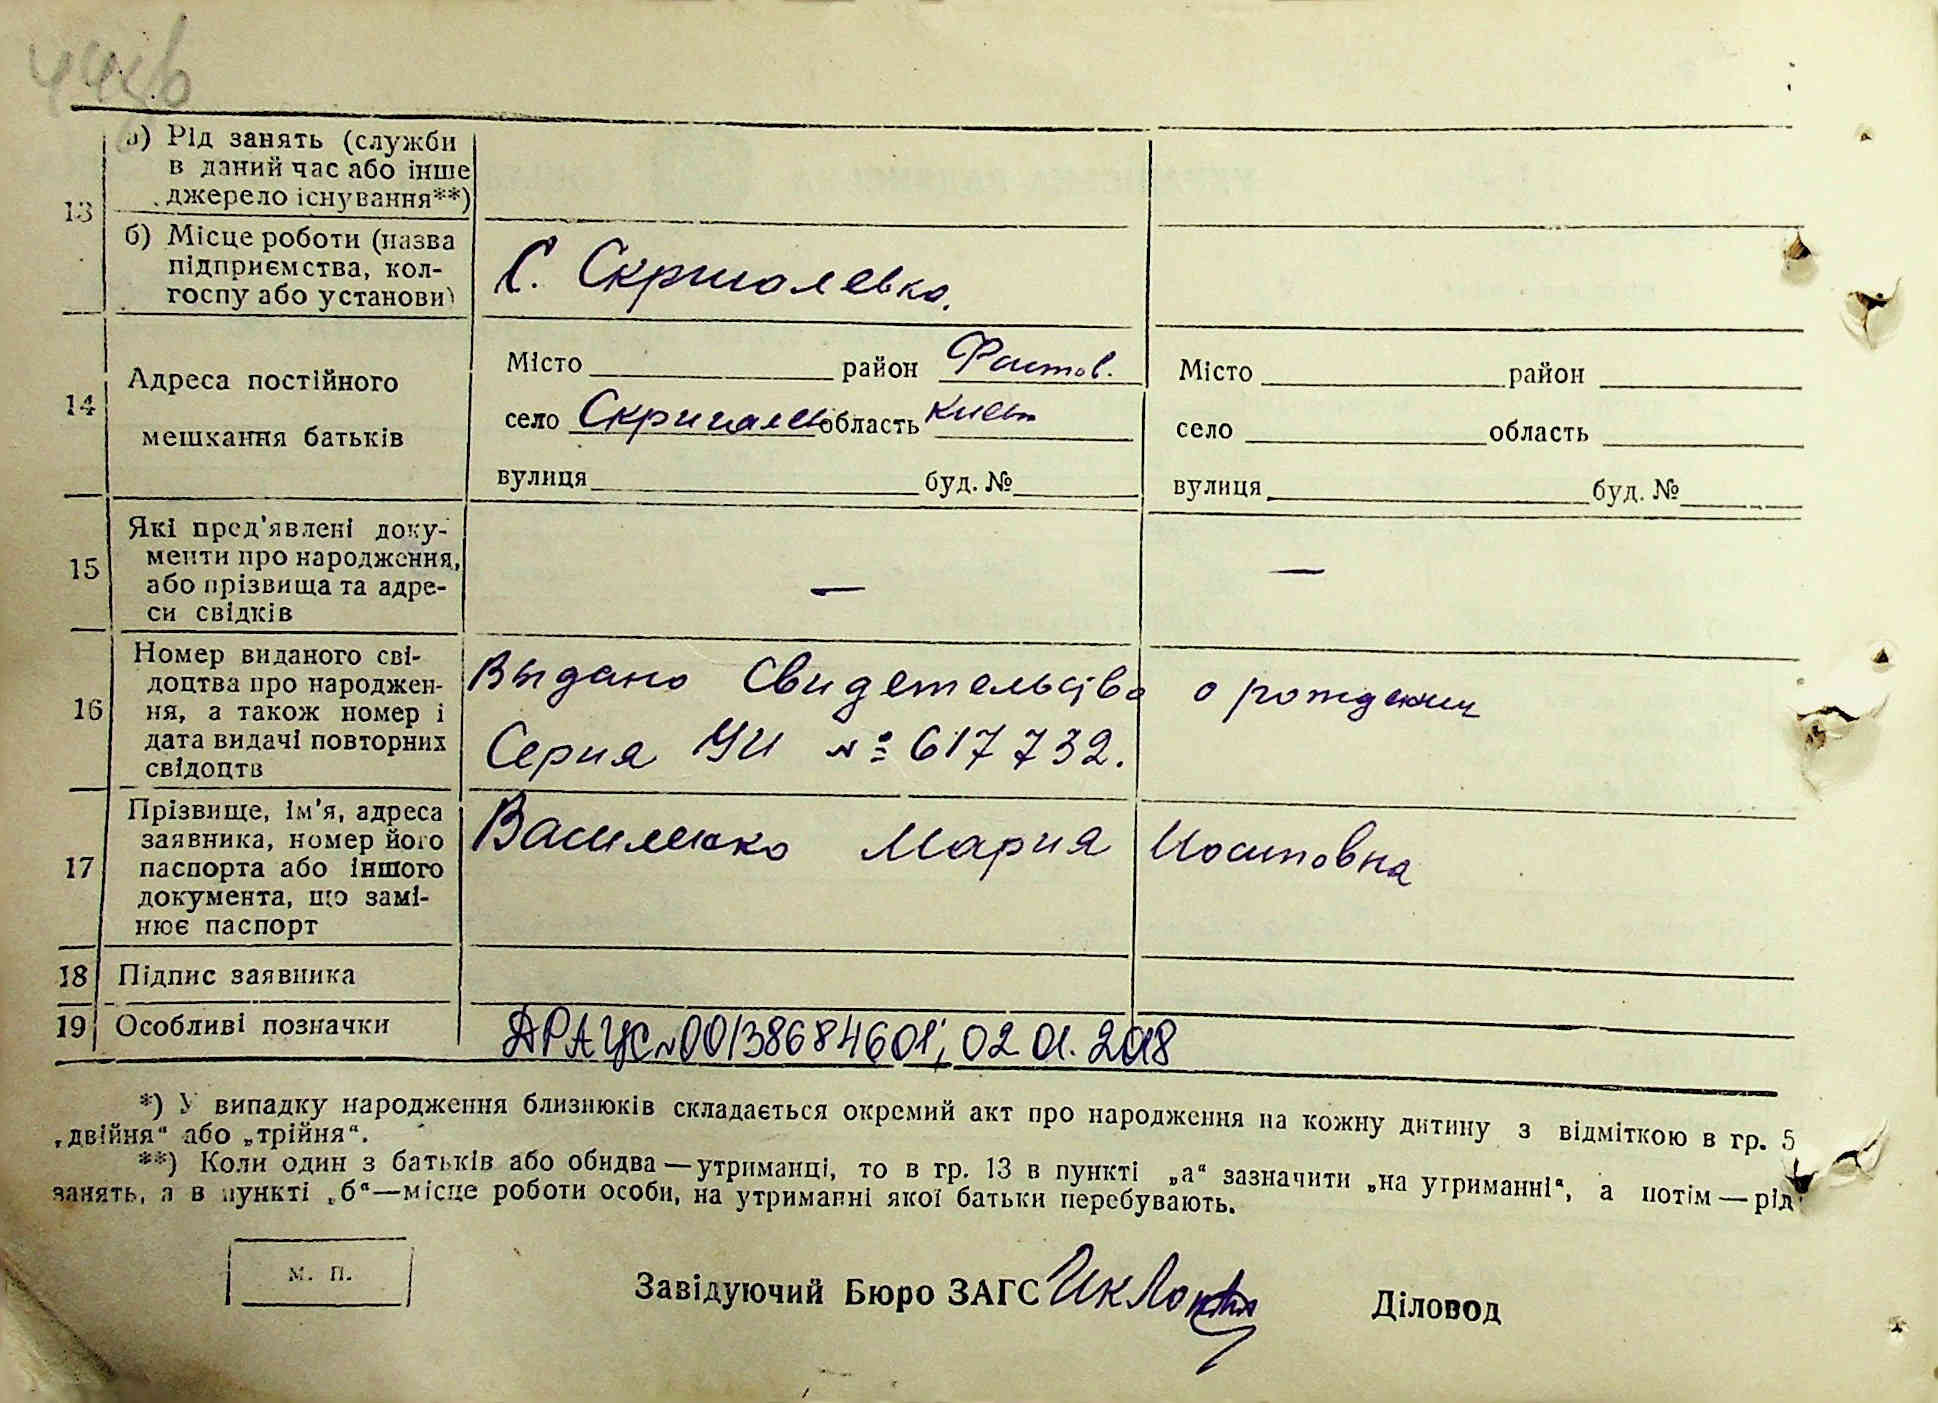 13
а) Рід занять (служби
в даний час або інше
джерело існування**)
б) Місце роботи (назва
підприємства, кол-
госпу або установи)
С. Скригалевка.
14
Адреса постійного
мешкання батьків
Місто район Фастов.
село Скригалев область Киев
вулиця буд. №
Місто район
село область
вулиця буд. №
15
Які пред'явлені доку-
менти про народження,
або прізвища та адре-
си свідків
—
—
16
Номер виданого сві-
доцтва про народжен-
ня, а також номер і
дата видачі повторних
свідоцтв
Выдано Свидетельство о рождении
Серия УИ № 617732.
17
Прізвище, ім'я, адреса
заявника, номер його
паспорта або іншого
документа, що замі-
нює паспорт
Василенко Мария Иосиповна
18 Підпис заявника
19 Особливі позначки
ДРАЦС №00138684601; 02.01.2018
*) У випадку народження близнюків складається окремий акт про народження на кожну дитину з відміткою в гр. 5
„двійня“ або „трійня“.
**) Коли один з батьків або обидва—утриманці, то в гр. 13 в пункті „а“ зазначити „на утриманні“, а потім—рід
занять, а в пункті „б“—місце роботи особи, на утриманні якої батьки перебувають.
м. п.
Завідуючий Бюро ЗАГС
Діловод